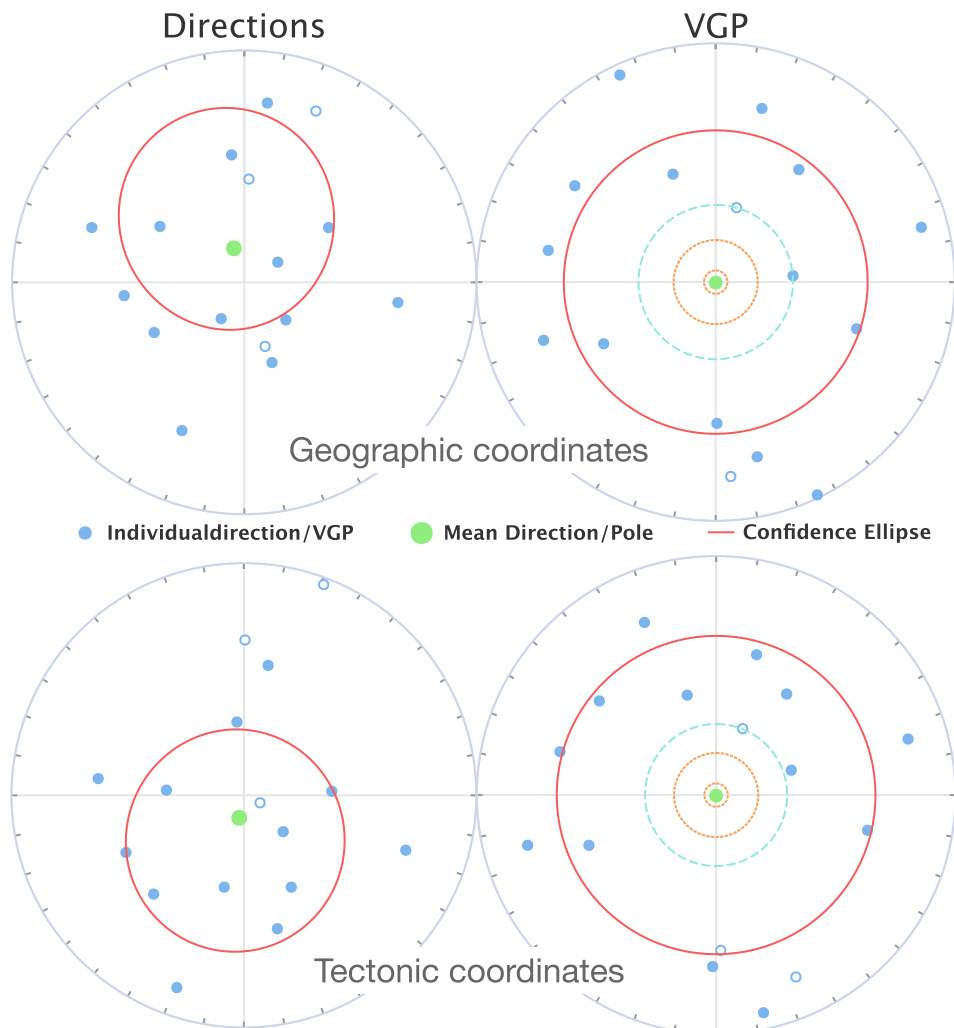 Directions VGP
Geographic coordinates
Individualdirection/VGP Mean Direction/Pole Confidence Ellipse
Tectonic coordinates